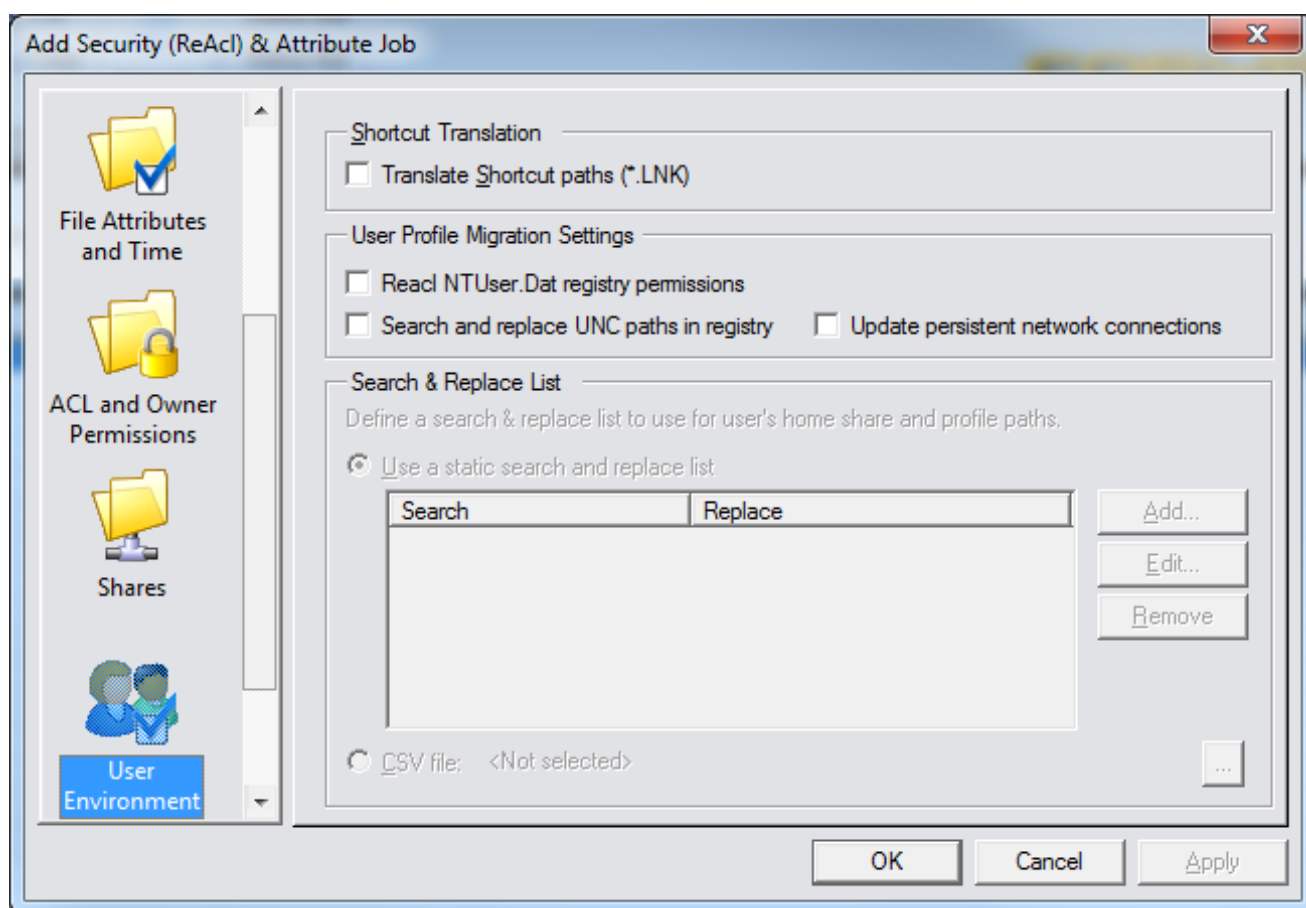 Add Security (ReAcl) & Attribute Job
File Attributes
and Time
ACL and Owner
Permissions
Shares
User
Environment
Shortcut Translation
Translate Shortcut paths (*.LNK)
User Profile Migration Settings
Reacl NTUser.Dat registry permissions
Search and replace UNC paths in registry
Update persistent network connections
Search & Replace List
Define a search & replace list to use for user's home share and profile paths.
Use a static search and replace list
Search
Replace
Add...
Edit...
Remove
CSV file: <Not selected>
...
OK
Cancel
Apply